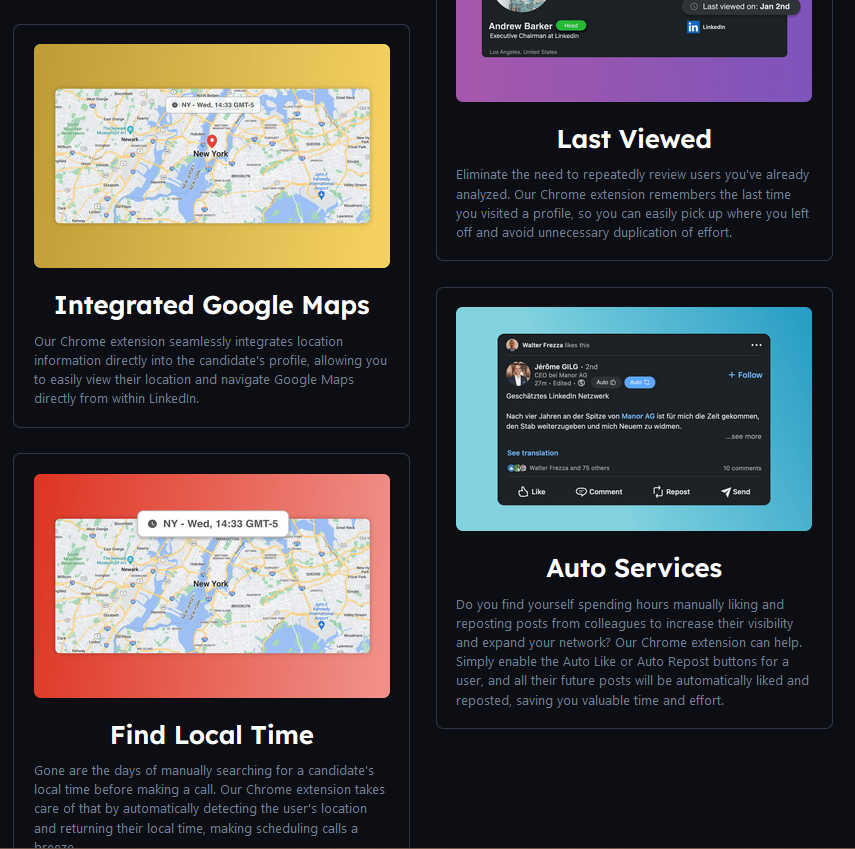 NY - Wed, 14:33 GMT-5
New York
Integrated Google Maps
Our Chrome extension seamlessly integrates location
information directly into the candidate's profile, allowing you
to easily view their location and navigate Google Maps
directly from within LinkedIn.
NY - Wed, 14:33 GMT-5
New York
Find Local Time
Gone are the days of manually searching for a candidate's
local time before making a call. Our Chrome extension takes
care of that by automatically detecting the user's location
and returning their local time, making scheduling calls a
breeze.
Last viewed on: Jan 2nd
Andrew Barker Hired
Executive Chairman at LinkedIn
LinkedIn
Los Angeles, United States
Last Viewed
Eliminate the need to repeatedly review users you've already
analyzed. Our Chrome extension remembers the last time
you visited a profile, so you can easily pick up where you left
off and avoid unnecessary duplication of effort.
Walter Frezza likes this
Jérôme GILG • 2nd
CEO bei Manor AG
27m • Edited •
Auto
Auto
+ Follow
Geschätztes LinkedIn Netzwerk
Nach vier Jahren an der Spitze von Manor AG ist für mich die Zeit gekommen,
den Stab weiterzugeben und mich Neuem zu widmen.
...see more
See translation
Walter Frezza and 75 others
10 comments
Like Comment Repost Send
Auto Services
Do you find yourself spending hours manually liking and
reposting posts from colleagues to increase their visibility
and expand your network? Our Chrome extension can help.
Simply enable the Auto Like or Auto Repost buttons for a
user, and all their future posts will be automatically liked and
reposted, saving you valuable time and effort.